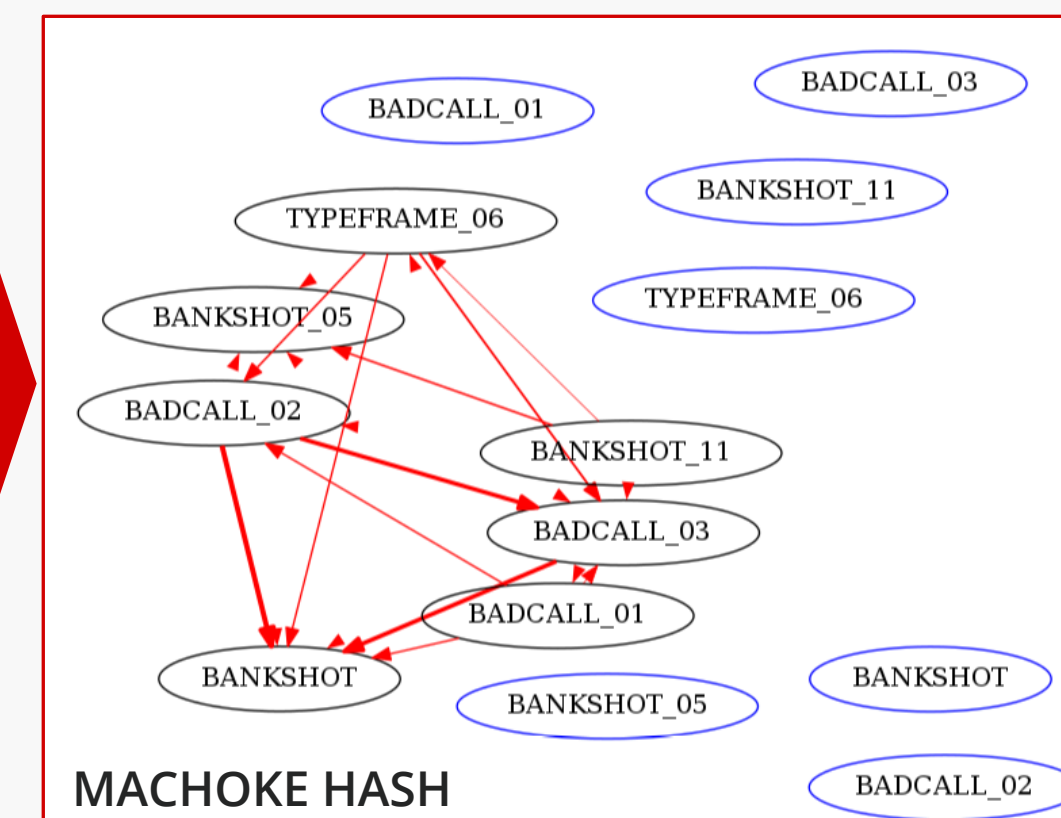 BADCALL_03
BADCALL_01
BANKSHOT_11
TYPEFRAME_06
TYPEFRAME_06
BANKSHOT_05
BADCALL_02
BANKSHOT_11
BADCALL_03
BADCALL_01
BANKSHOT
BANKSHOT
BANKSHOT_05
BADCALL_02
MACHOKE HASH